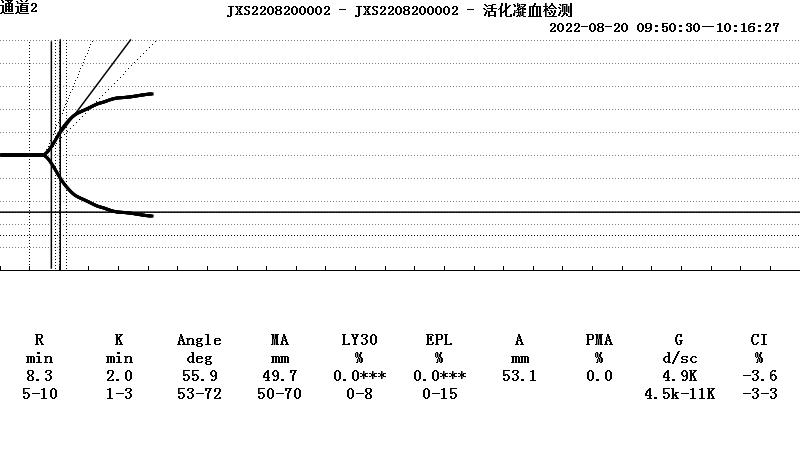 通道2
JXS2208200002 - JXS2208200002 - 活化凝血检测
2022-08-20 09:50:30—10:16:27
R K Angle MA LY30 EPL A PMA G CI
min min deg mm % % mm % d/sc %
8.3 2.0 55.9 49.7 0.0*** 0.0*** 53.1 0.0 4.9K -3.6
5-10 1-3 53-72 50-70 0-8 0-15 4.5k-11K -3-3